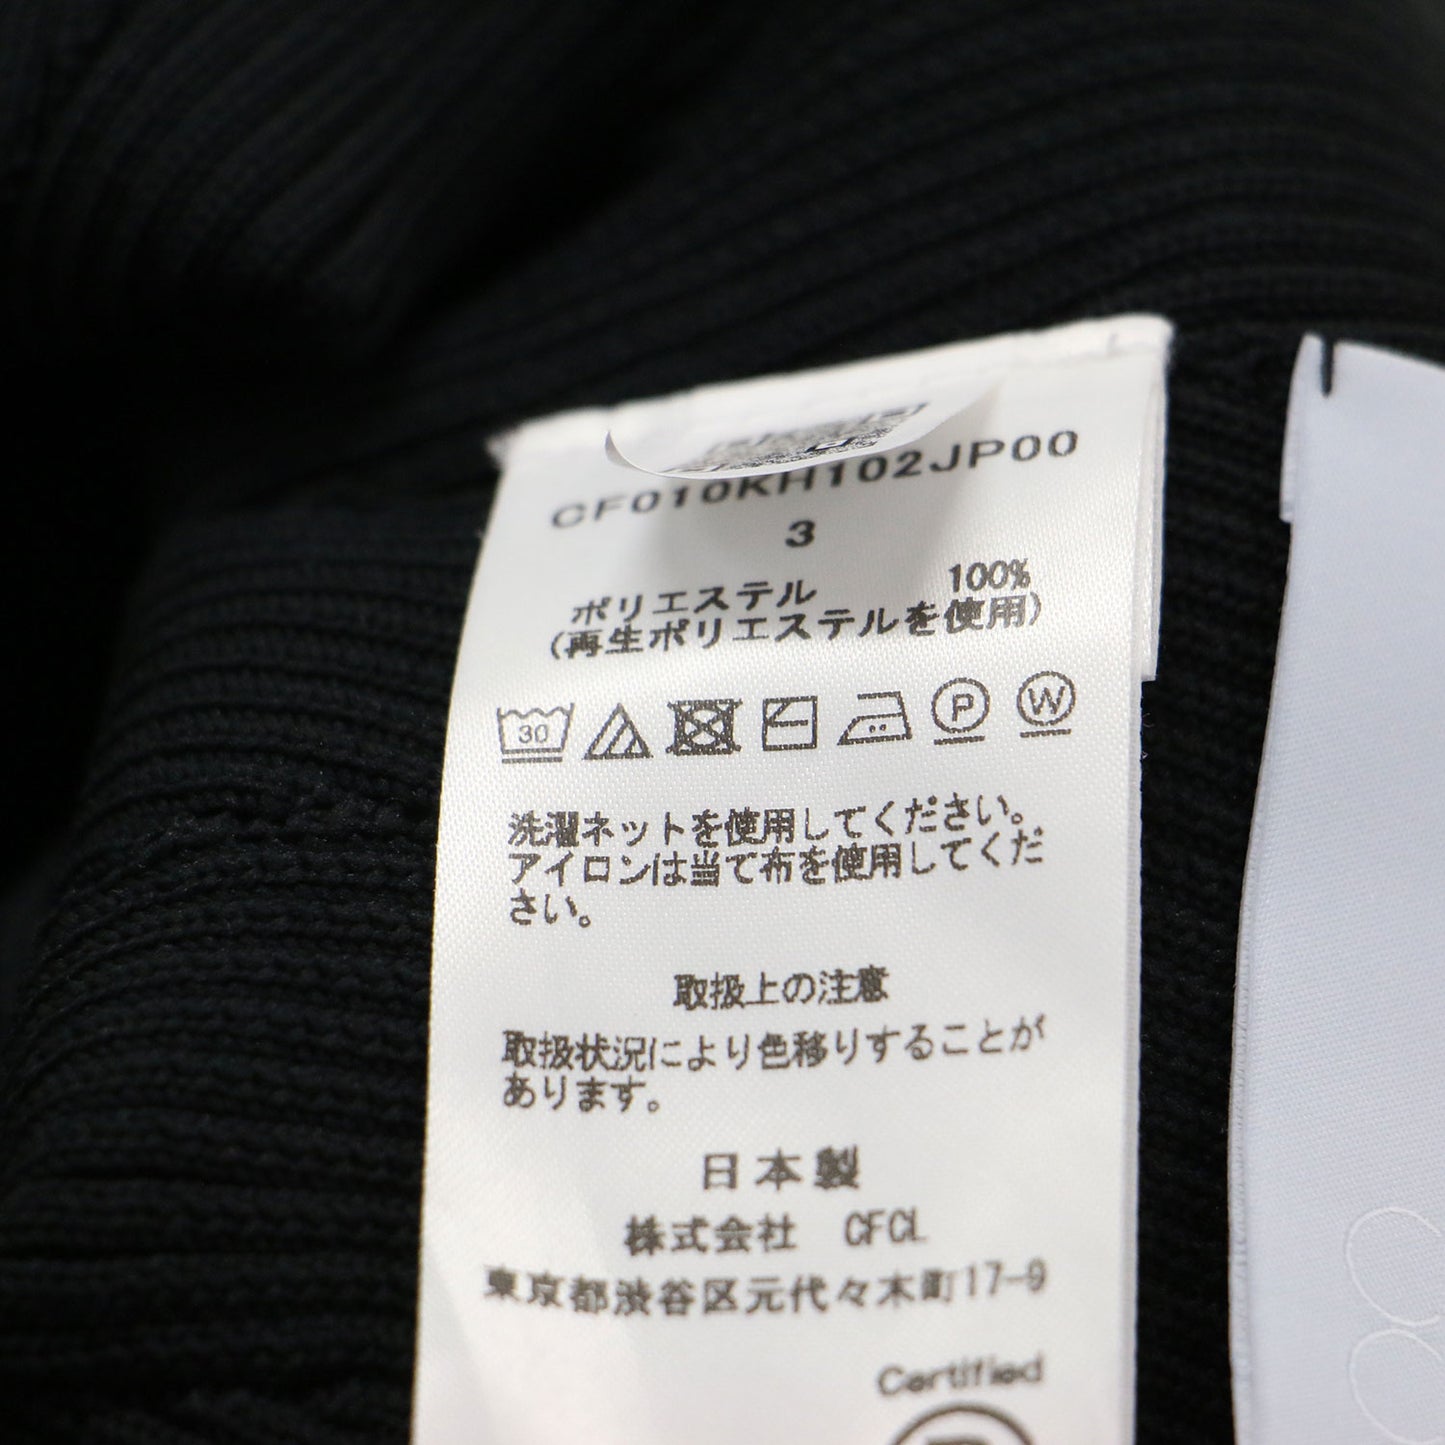 CF010KH102JP00
3
ポリエステル 100%
(再生ポリエステルを使用)
30 P W
洗濯ネットを使用してください。
アイロンは当て布を使用してくだ
さい。
取扱上の注意
取扱状況により色移りすることが
あります。
日本製
株式会社 CFCL
東京都渋谷区元代々木町17-9
Certified